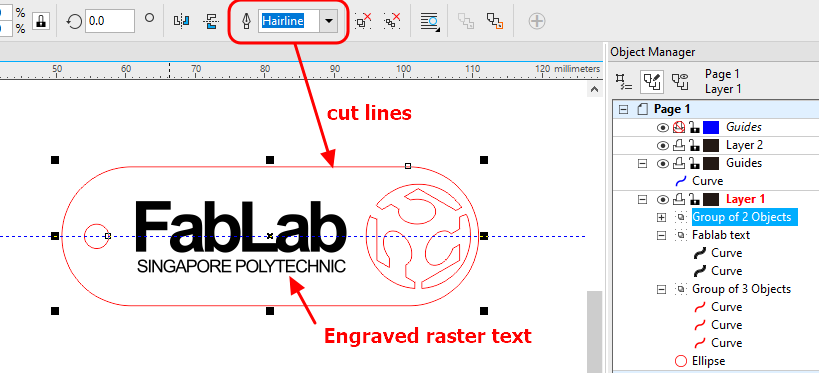 0
%
0
%
0.0
Hairline
50
60
70
80
90
100
110
120
millimeters
cut lines
FabLab
SINGAPORE POLYTECHNIC
Engraved raster text
Object Manager
Page 1
Layer 1
Page 1
Guides
Layer 2
Guides
Curve
Layer 1
Group of 2 Objects
Fablab text
Curve
Curve
Group of 3 Objects
Curve
Curve
Curve
Ellipse